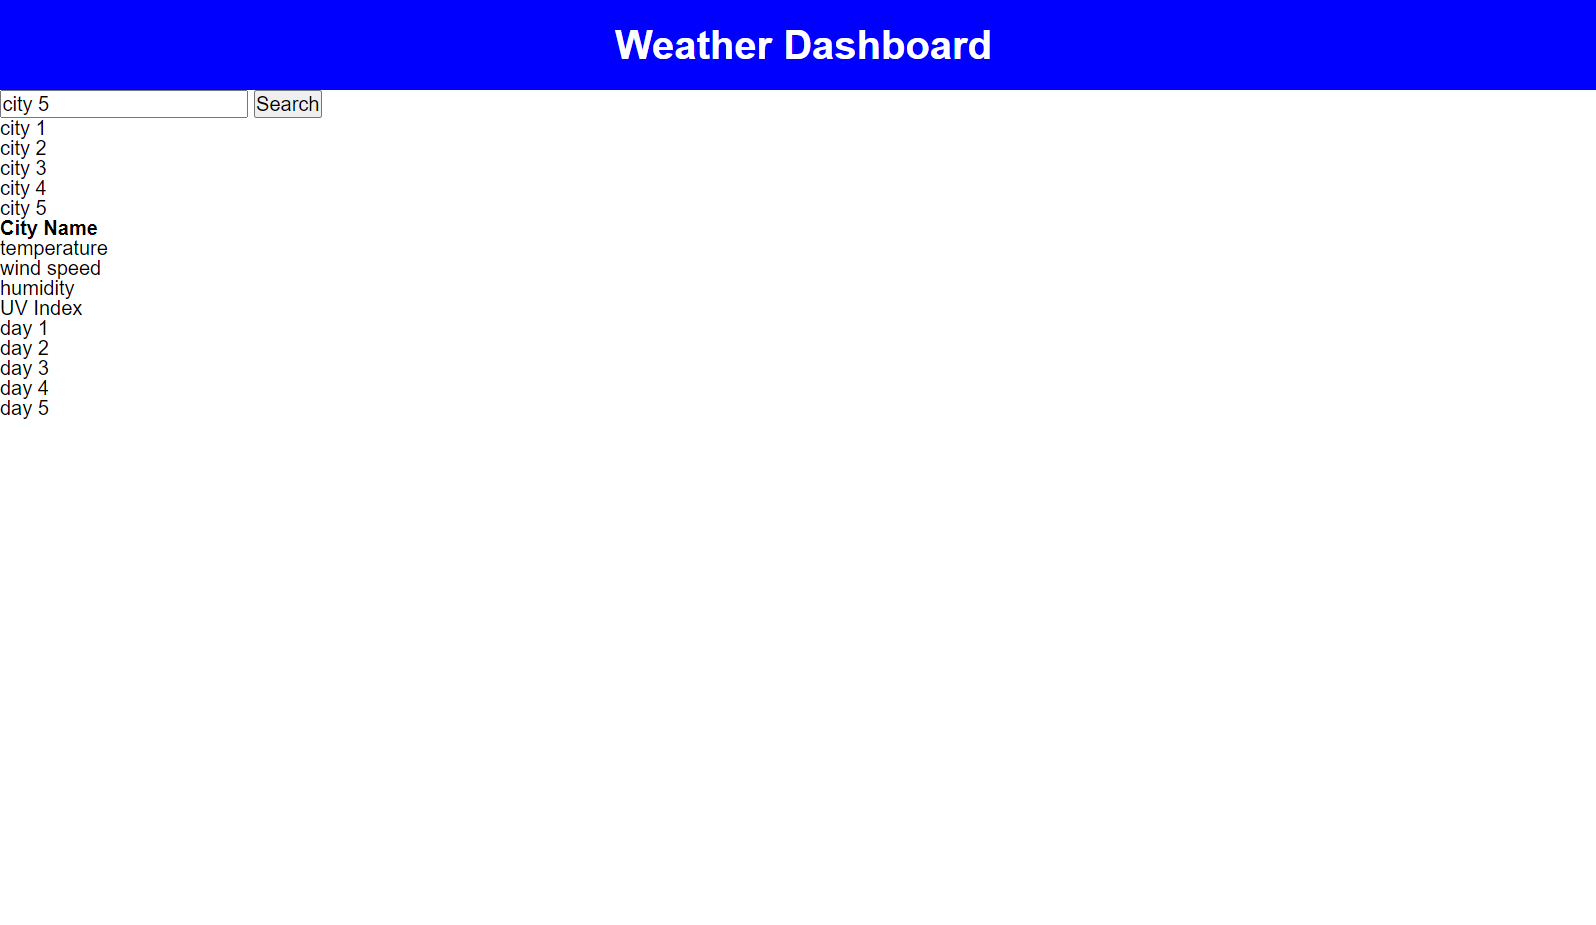 Weather Dashboard
city 5 Search
city 1
city 2
city 3
city 4
city 5
City Name
temperature
wind speed
humidity
UV Index
day 1
day 2
day 3
day 4
day 5